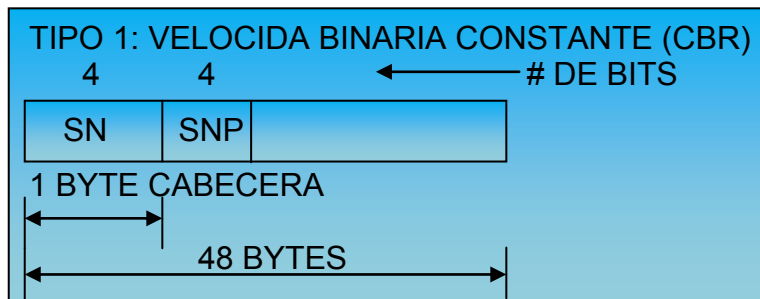 TIPO 1: VELOCIDA BINARIA CONSTANTE (CBR)
4 4 # DE BITS
SN SNP
1 BYTE CABECERA
48 BYTES